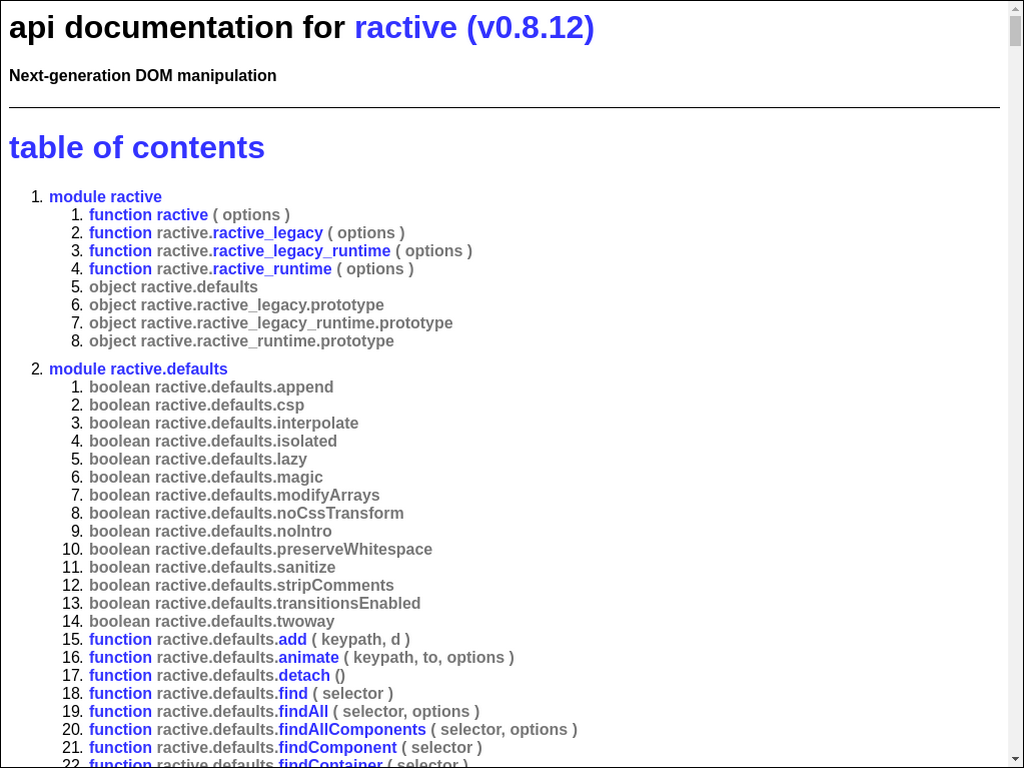 api documentation for ractive (v0.8.12)
Next-generation DOM manipulation
table of contents
1. module ractive
1. function ractive ( options )
2. function ractive.ractive_legacy ( options )
3. function ractive.ractive_legacy_runtime ( options )
4. function ractive.ractive_runtime ( options )
5. object ractive.defaults
6. object ractive.ractive_legacy.prototype
7. object ractive.ractive_legacy_runtime.prototype
8. object ractive.ractive_runtime.prototype
2. module ractive.defaults
1. boolean ractive.defaults.append
2. boolean ractive.defaults.csp
3. boolean ractive.defaults.interpolate
4. boolean ractive.defaults.isolated
5. boolean ractive.defaults.lazy
6. boolean ractive.defaults.magic
7. boolean ractive.defaults.modifyArrays
8. boolean ractive.defaults.noCssTransform
9. boolean ractive.defaults.noIntro
10. boolean ractive.defaults.preserveWhitespace
11. boolean ractive.defaults.sanitize
12. boolean ractive.defaults.stripComments
13. boolean ractive.defaults.transitionsEnabled
14. boolean ractive.defaults.twoway
15. function ractive.defaults.add ( keypath, d )
16. function ractive.defaults.animate ( keypath, to, options )
17. function ractive.defaults.detach ()
18. function ractive.defaults.find ( selector )
19. function ractive.defaults.findAll ( selector, options )
20. function ractive.defaults.findAllComponents ( selector, options )
21. function ractive.defaults.findComponent ( selector )
22. function ractive.defaults.findContainer ( selector )